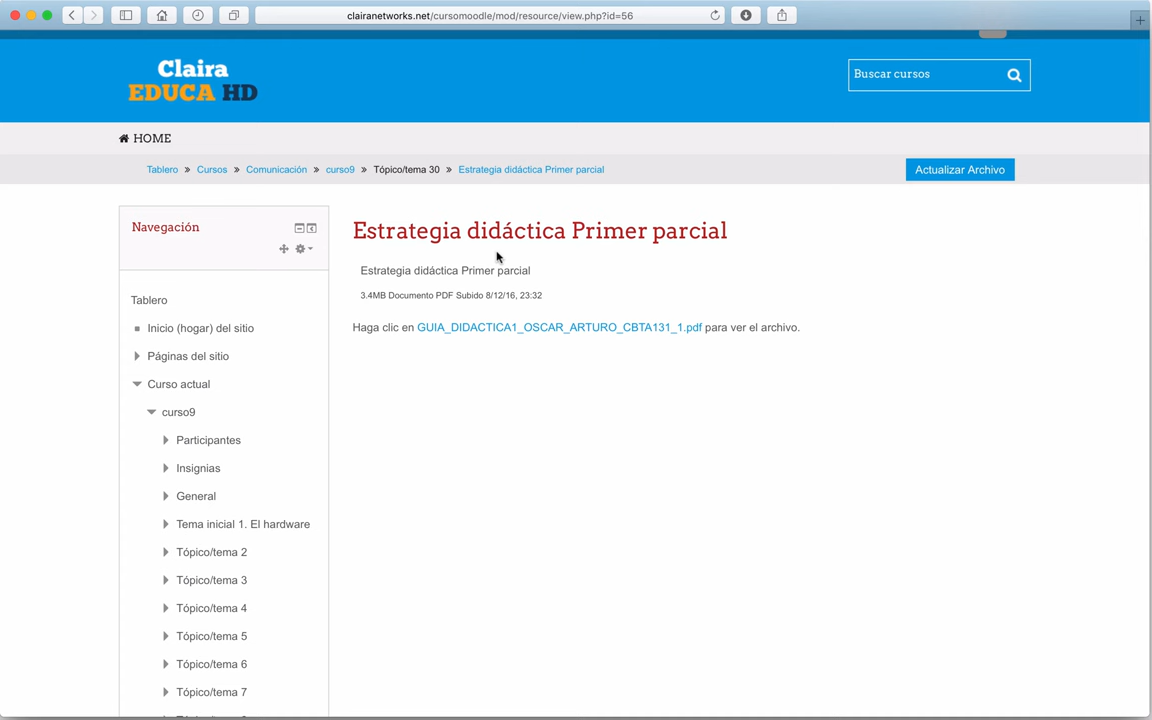 clairanetworks.net/cursomoodle/mod/resource/view.php?id=56
Claira
EDUCA HD
Buscar cursos
HOME
Tablero » Cursos » Comunicación » curso9 » Tópico/tema 30 » Estrategia didáctica Primer parcial
Actualizar Archivo
Navegación
Tablero
Inicio (hogar) del sitio
Páginas del sitio
Curso actual
curso9
Participantes
Insignias
General
Tema inicial 1. El hardware
Tópico/tema 2
Tópico/tema 3
Tópico/tema 4
Tópico/tema 5
Tópico/tema 6
Tópico/tema 7
Estrategia didáctica Primer parcial
Estrategia didáctica Primer parcial
3.4MB Documento PDF Subido 8/12/16, 23:32
Haga clic en GUIA_DIDACTICA1_OSCAR_ARTURO_CBTA131_1.pdf para ver el archivo.